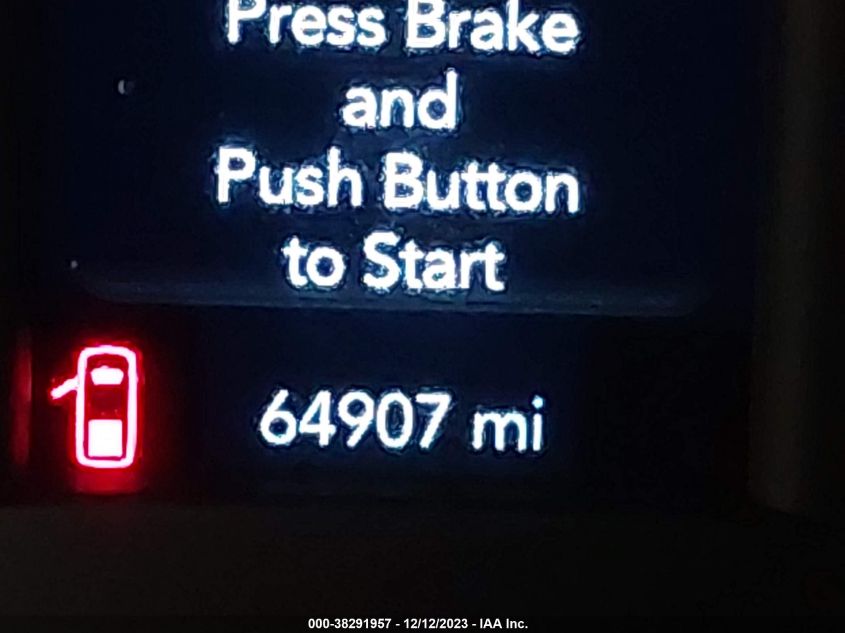 Press Brake
and
Push Button
to Start
64907 mi
000-38291957 - 12/12/2023 - IAA Inc.